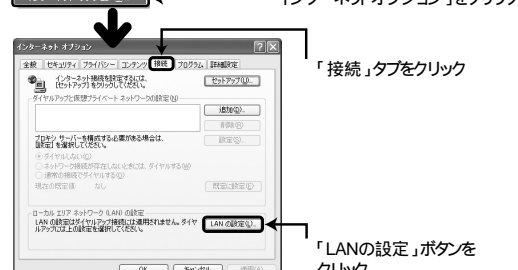 インターネットオプション」をクリック
インターネット オプション
全般 セキュリティ プライバシー コンテンツ 接続 プログラム 詳細設定
インターネット接続を設定するには、
[セットアップ] をクリックしてください。
セットアップ(U)...
ダイヤルアップと仮想プライベート ネットワークの設定(N)
追加(D)...
削除(R)
プロキシ サーバーを構成する必要がある場合は、
[設定] を選択してください。
設定(S)...
ダイヤルしない(C)
ネットワーク接続が存在しないときには、ダイヤルする(W)
通常の接続でダイヤルする(O)
現在の既定値: なし
既定に設定(E)
ローカル エリア ネットワーク (LAN) の設定
LAN の設定はダイヤルアップ接続には適用されません。ダイヤ
ルアップには上の設定を選択してください。
LAN の設定(L)...
OK キャンセル 適用(A)
「接続」タブをクリック
「LANの設定」ボタンを
クリック